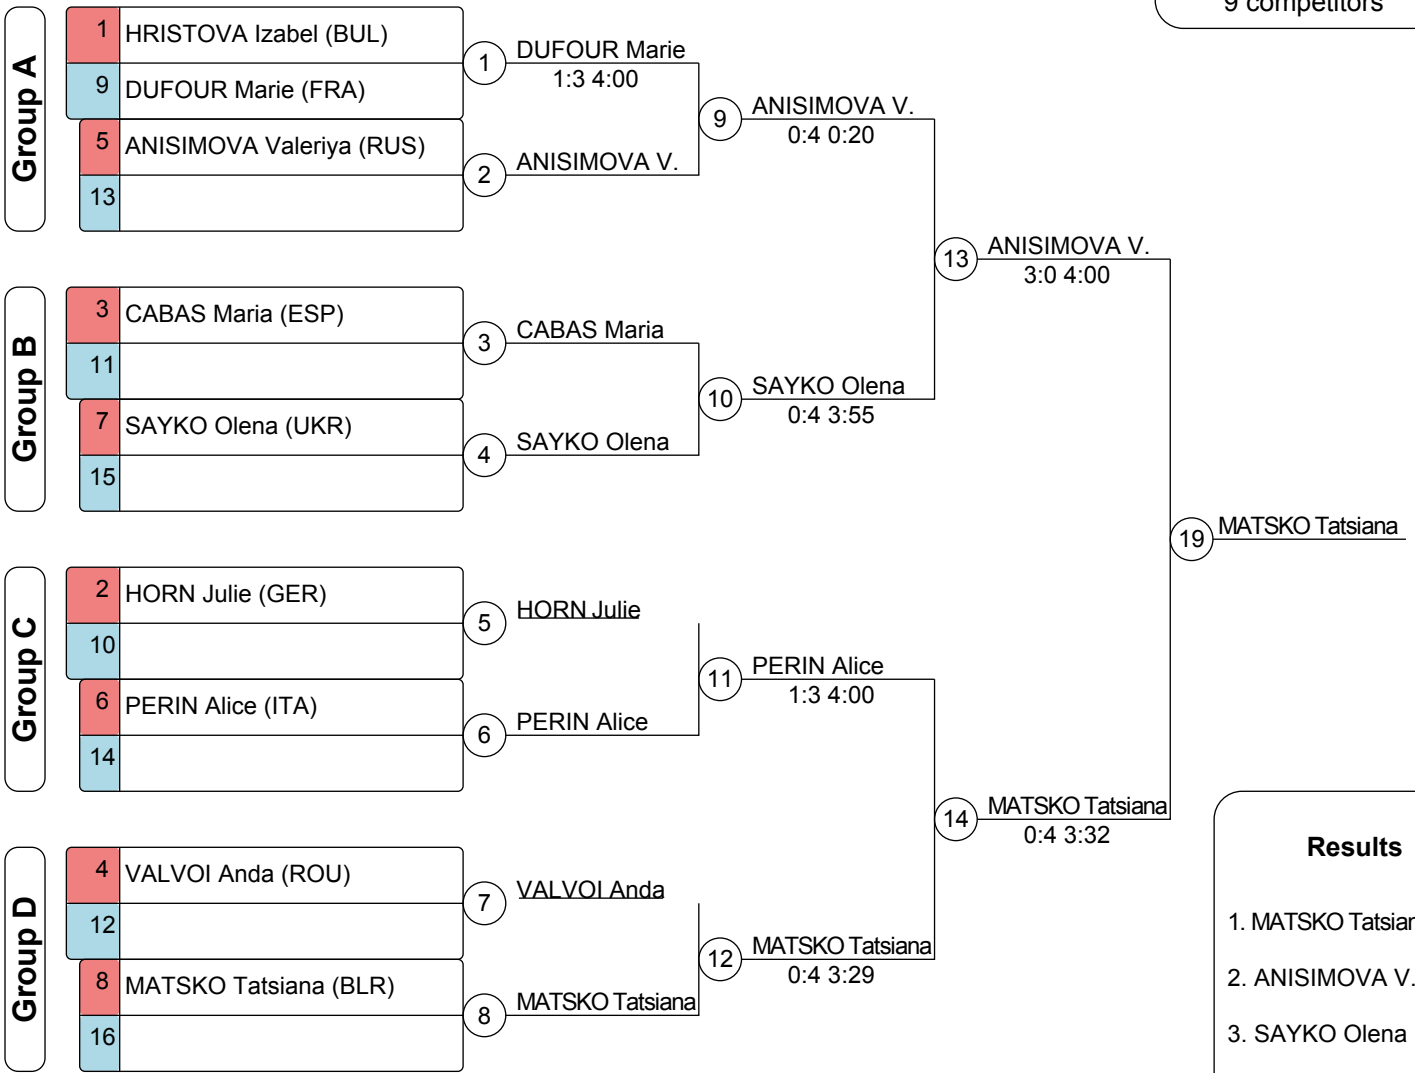 9 competitors
Group A
1 HRISTOVA Izabel (BUL)
9 DUFOUR Marie (FRA)
5 ANISIMOVA Valeriya (RUS)
13
1 DUFOUR Marie
1:3 4:00
2 ANISIMOVA V.
9 ANISIMOVA V.
0:4 0:20
Group B
3 CABAS Maria (ESP)
11
7 SAYKO Olena (UKR)
15
3 CABAS Maria
4 SAYKO Olena
10 SAYKO Olena
0:4 3:55
13 ANISIMOVA V.
3:0 4:00
Group C
2 HORN Julie (GER)
10
6 PERIN Alice (ITA)
14
5 HORN Julie
6 PERIN Alice
11 PERIN Alice
1:3 4:00
Group D
4 VALVOI Anda (ROU)
12
8 MATSKO Tatsiana (BLR)
16
7 VALVOI Anda
8 MATSKO Tatsiana
12 MATSKO Tatsiana
0:4 3:29
14 MATSKO Tatsiana
0:4 3:32
19 MATSKO Tatsiana
Results
1. MATSKO Tatsian
2. ANISIMOVA V.
3. SAYKO Olena